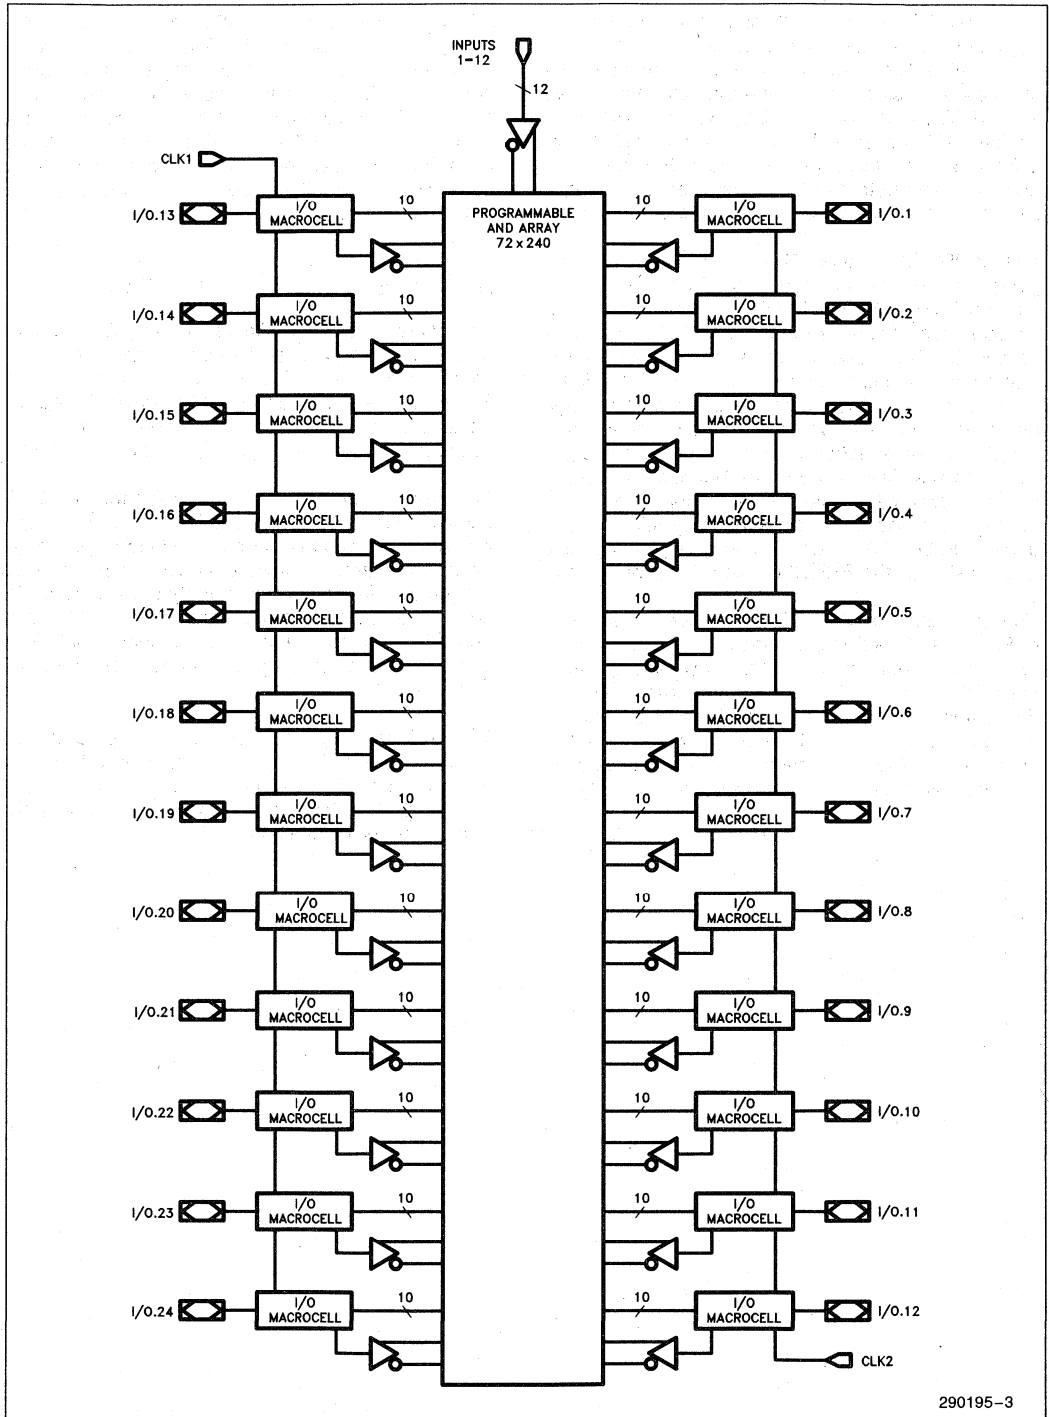 INPUTS
1-12
12
CLK1
I/O.13
I/O
MACROCELL
10
PROGRAMMABLE
AND ARRAY
72 x 240
10
I/O
MACROCELL
I/O.1
I/O.14
I/O
MACROCELL
10
10
I/O
MACROCELL
I/O.2
I/O.15
I/O
MACROCELL
10
10
I/O
MACROCELL
I/O.3
I/O.16
I/O
MACROCELL
10
10
I/O
MACROCELL
I/O.4
I/O.17
I/O
MACROCELL
10
10
I/O
MACROCELL
I/O.5
I/O.18
I/O
MACROCELL
10
10
I/O
MACROCELL
I/O.6
I/O.19
I/O
MACROCELL
10
10
I/O
MACROCELL
I/O.7
I/O.20
I/O
MACROCELL
10
10
I/O
MACROCELL
I/O.8
I/O.21
I/O
MACROCELL
10
10
I/O
MACROCELL
I/O.9
I/O.22
I/O
MACROCELL
10
10
I/O
MACROCELL
I/O.10
I/O.23
I/O
MACROCELL
10
10
I/O
MACROCELL
I/O.11
I/O.24
I/O
MACROCELL
10
10
I/O
MACROCELL
I/O.12
CLK2
290195-3